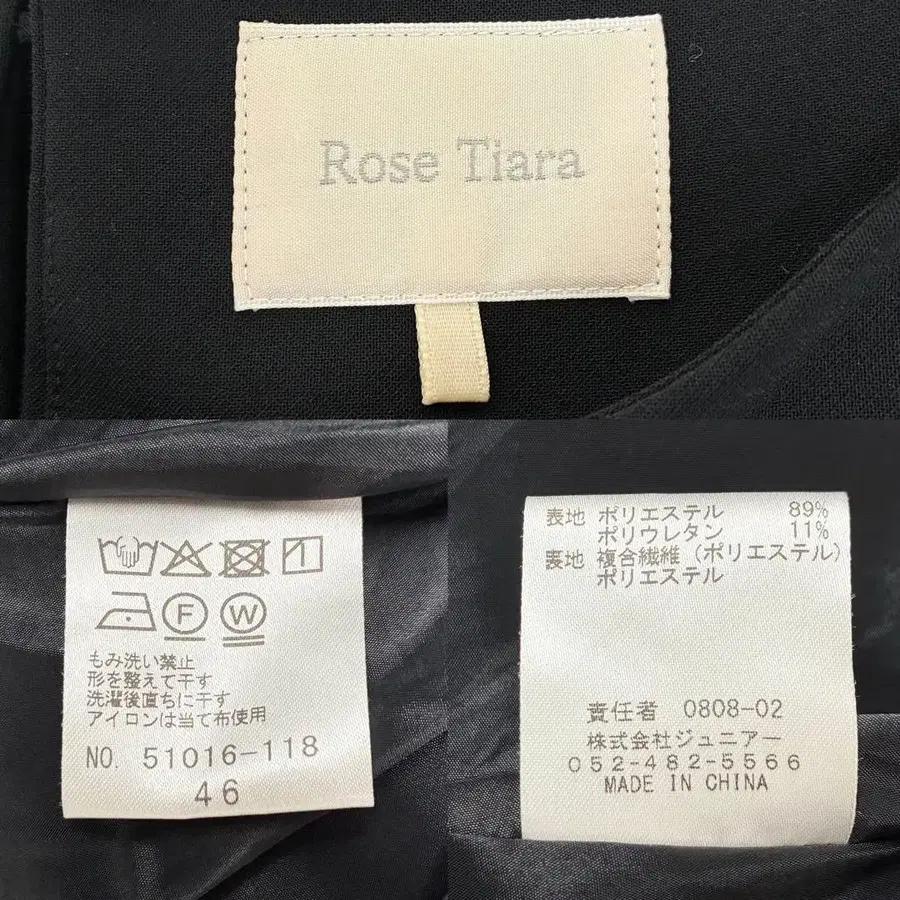 Rose Tiara
F W
もみ洗い禁止
形を整えて干す
洗濯後直ちに干す
アイロンは当て布使用
NO. 51016-118
46
表地 ポリエステル 89%
ポリウレタン 11%
裏地 複合繊維 (ポリエステル)
ポリエステル
責任者 0808-02
株式会社ジュニアー
052-482-5566
MADE IN CHINA